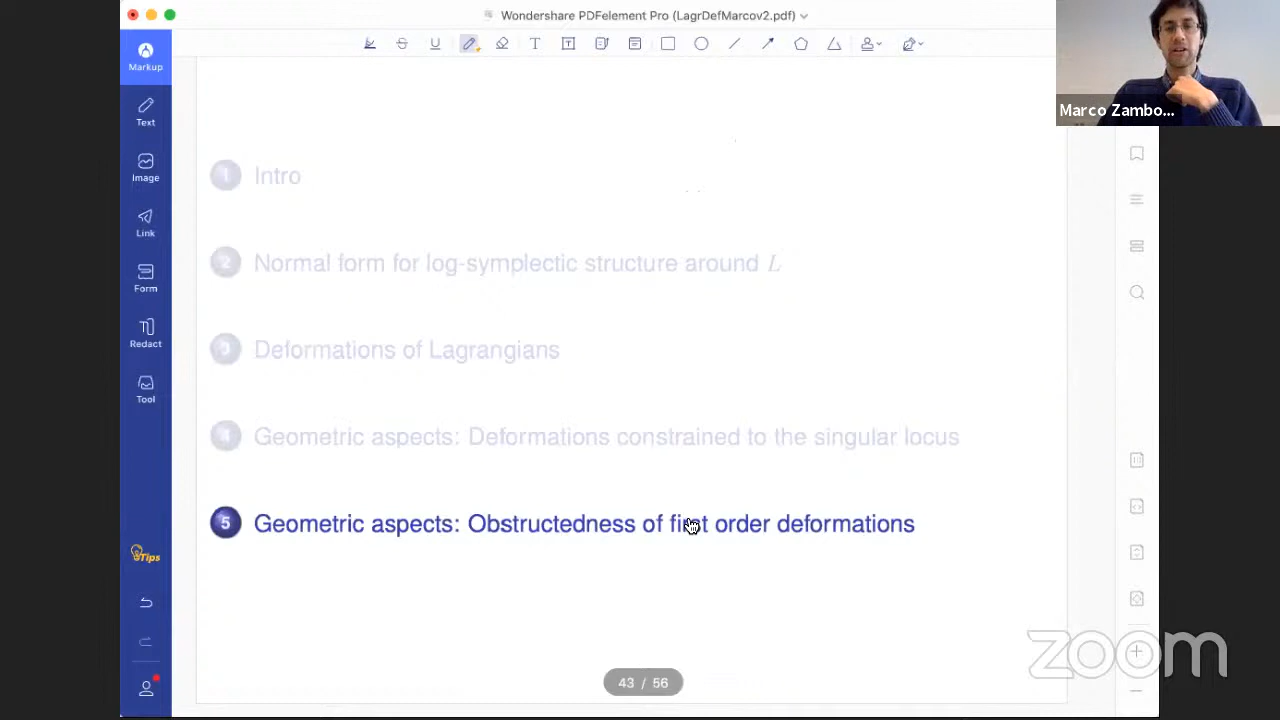 Wondershare PDFelement Pro (LagrDefMarcov2.pdf)
Markup
Text
Image
Link
Form
Redact
Tool
Tips
1 Intro
2 Normal form for log-symplectic structure around L
3 Deformations of Lagrangians
4 Geometric aspects: Deformations constrained to the singular locus
5 Geometric aspects: Obstructedness of first order deformations
43 / 56
Marco Zambo...
zoom